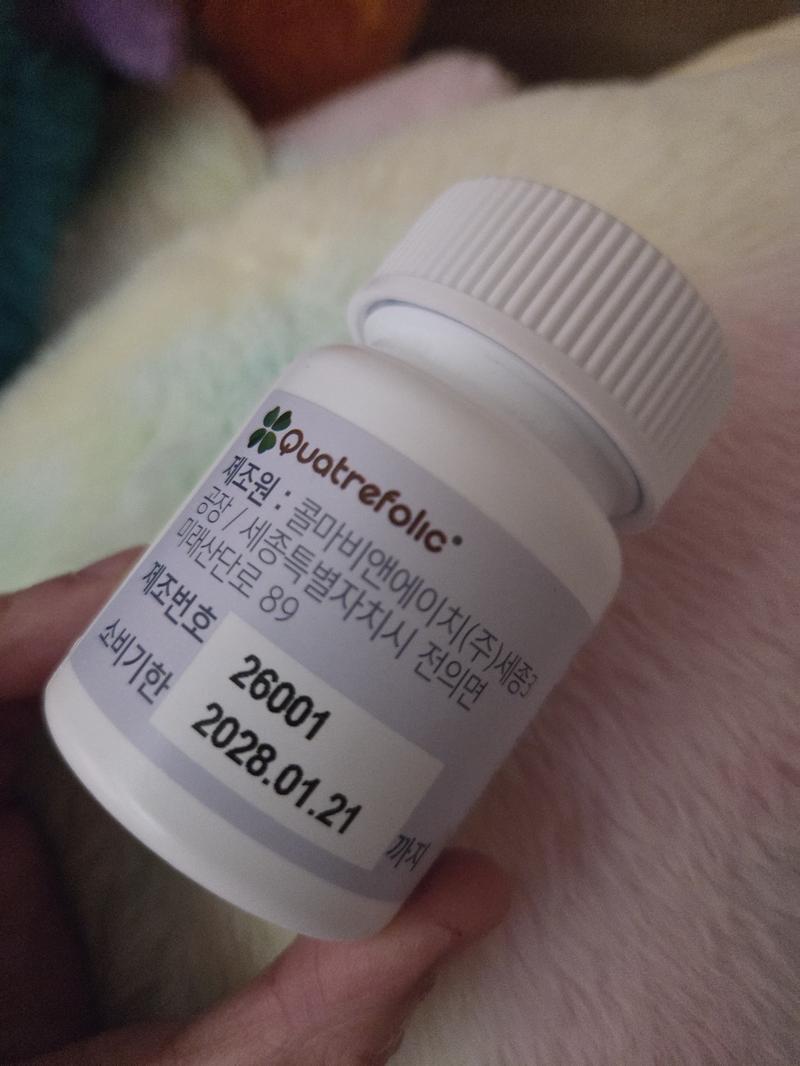 Quatrefolic®
제조원 : 콜마비앤에이치(주)세종3
공장 / 세종특별자치시 전의면
미래산단로 89
제조번호 26001
소비기한 2028.01.21 까지